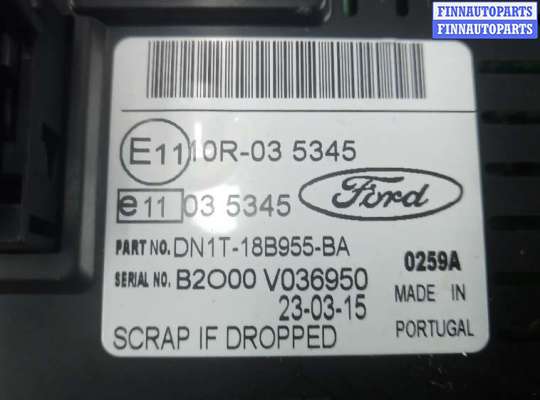 FINNAUTOPARTS
FINNAUTOPARTS
E11 10R-03 5345
e11 03 5345
Ford
PART NO. DN1T-18B955-BA
SERIAL NO. B2O00 V036950
0259A
23-03-15
MADE IN
PORTUGAL
SCRAP IF DROPPED